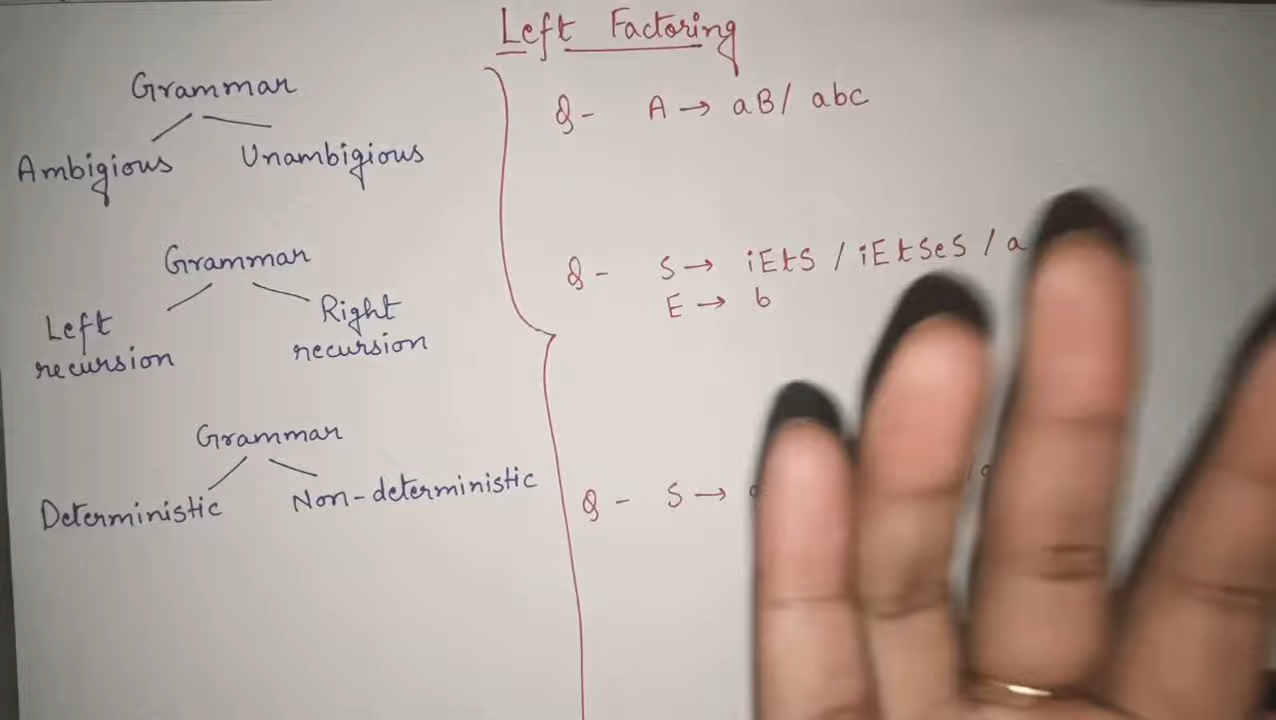 Left Factoring
Grammar
Ambigious Unambigious
Grammar
Left recursion
Right recursion
Grammar
Deterministic Non-deterministic
Q- A → aB/ abc
Q- S → iEtS / iEtSeS / a
E → b
Q- S →